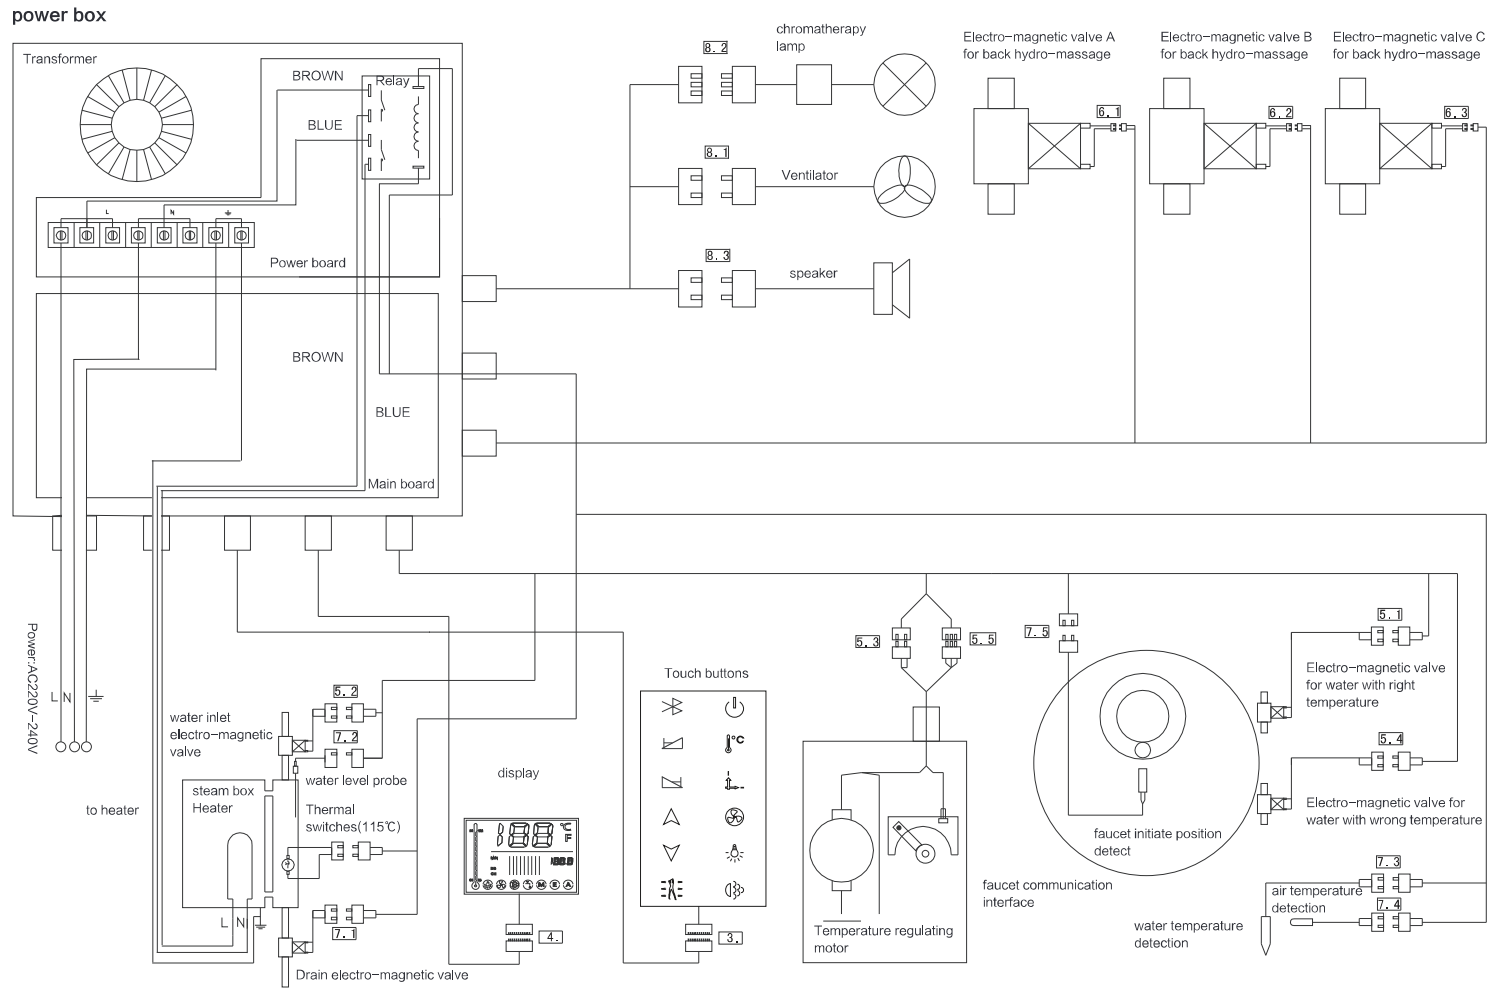 power box
Transformer
BROWN
Relay
BLUE
L
N
Power board
BROWN
BLUE
Main board
8.2
chromatherapy
lamp
8.1
Ventilator
8.3
speaker
Electro-magnetic valve A
for back hydro-massage
6.1
Electro-magnetic valve B
for back hydro-massage
6.2
Electro-magnetic valve C
for back hydro-massage
6.3
Power:AC220V-240V
L N
water inlet
electro-magnetic
valve
5.2
7.2
water level probe
steam box
Heater
Thermal
switches(115℃)
to heater
L N
7.1
Drain electro-magnetic valve
display
188
℃
F
188.8
M E A
4.
Touch buttons
°C
3.
5.3
5.5
Temperature regulating
motor
7.5
faucet initiate position
detect
faucet communication
interface
5.1
Electro-magnetic valve
for water with right
temperature
5.4
Electro-magnetic valve for
water with wrong temperature
7.3
air temperature
detection
7.4
water temperature
detection